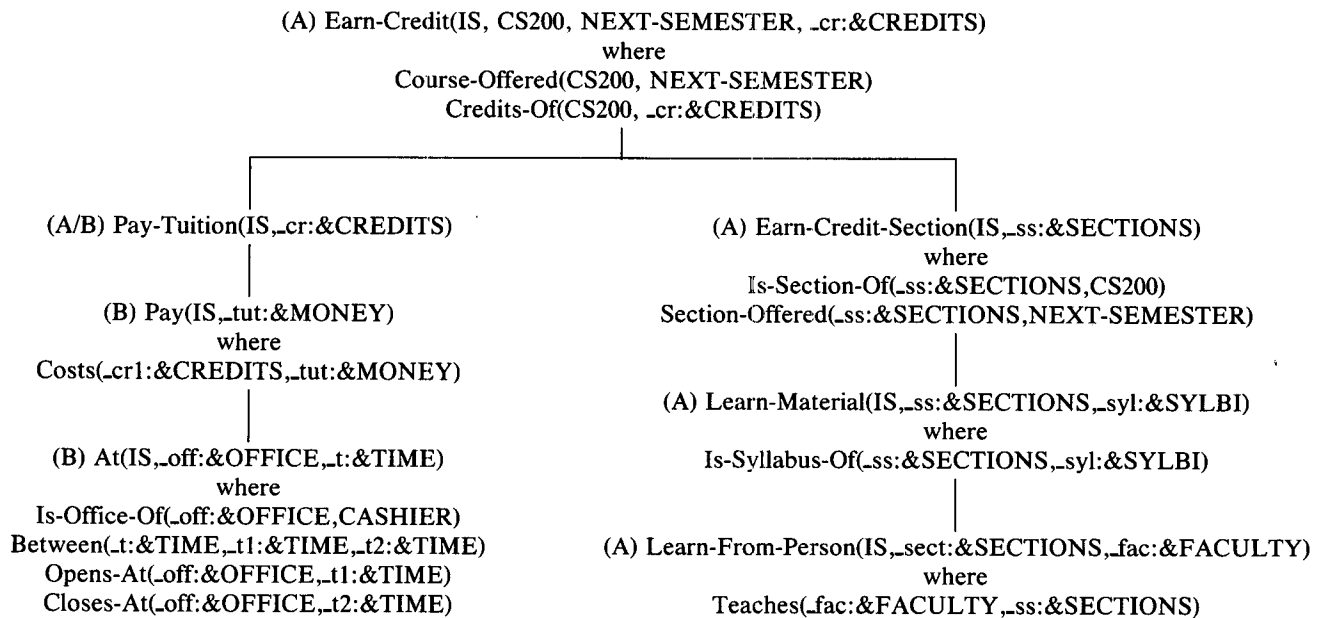 (A) Earn-Credit(IS, CS200, NEXT-SEMESTER, _cr:&CREDITS)
where
Course-Offered(CS200, NEXT-SEMESTER)
Credits-Of(CS200, _cr:&CREDITS)
(A/B) Pay-Tuition(IS,_cr:&CREDITS)
(B) Pay(IS,_tut:&MONEY)
where
Costs(_cr1:&CREDITS,_tut:&MONEY)
(B) At(IS,_off:&OFFICE,_t:&TIME)
where
Is-Office-Of(_off:&OFFICE,CASHIER)
Between(_t:&TIME,_t1:&TIME,_t2:&TIME)
Opens-At(_off:&OFFICE,_t1:&TIME)
Closes-At(_off:&OFFICE,_t2:&TIME)
(A) Earn-Credit-Section(IS,_ss:&SECTIONS)
where
Is-Section-Of(_ss:&SECTIONS,CS200)
Section-Offered(_ss:&SECTIONS,NEXT-SEMESTER)
(A) Learn-Material(IS,_ss:&SECTIONS,_syl:&SYLBI)
where
Is-Syllabus-Of(_ss:&SECTIONS,_syl:&SYLBI)
(A) Learn-From-Person(IS,_sect:&SECTIONS,_fac:&FACULTY)
where
Teaches(_fac:&FACULTY,_ss:&SECTIONS)